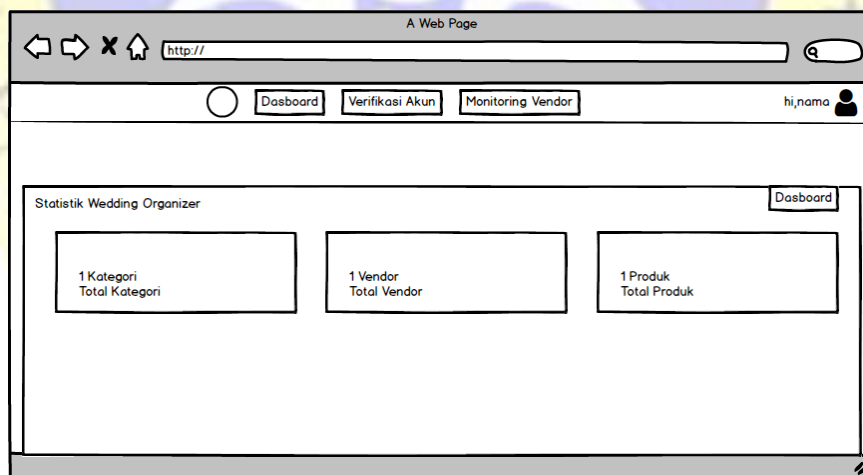 A Web Page
http://
Dasboard Verifikasi Akun Monitoring Vendor hi,nama
Dasboard
Statistik Wedding Organizer
1 Kategori
Total Kategori
1 Vendor
Total Vendor
1 Produk
Total Produk